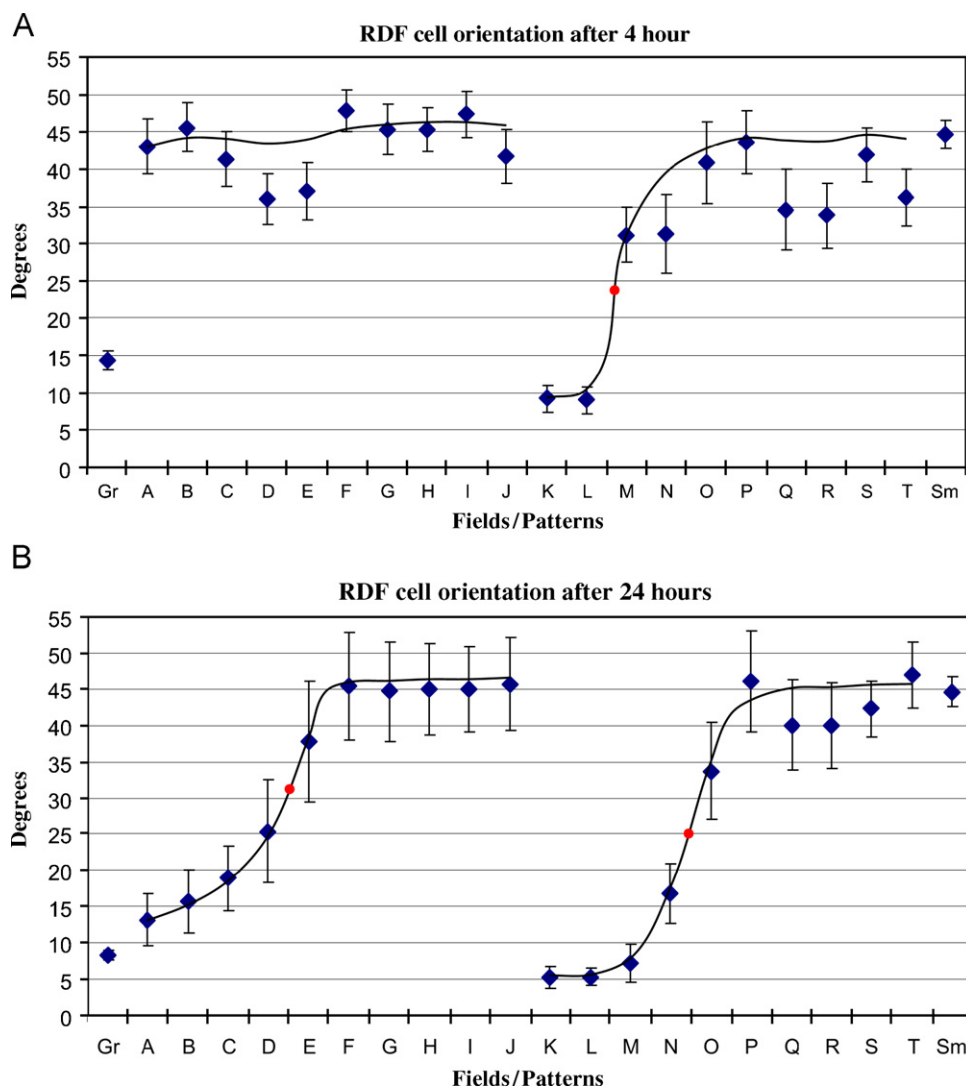 A
RDF cell orientation after 4 hour
55
50
45
40
35
30
25
20
15
10
5
0
Degrees
Gr A B C D E F G H I J K L M N O P Q R S T Sm
Fields/Patterns
B
RDF cell orientation after 24 hours
55
50
45
40
35
30
25
20
15
10
5
0
Degrees
Gr A B C D E F G H I J K L M N O P Q R S T Sm
Fields/Patterns